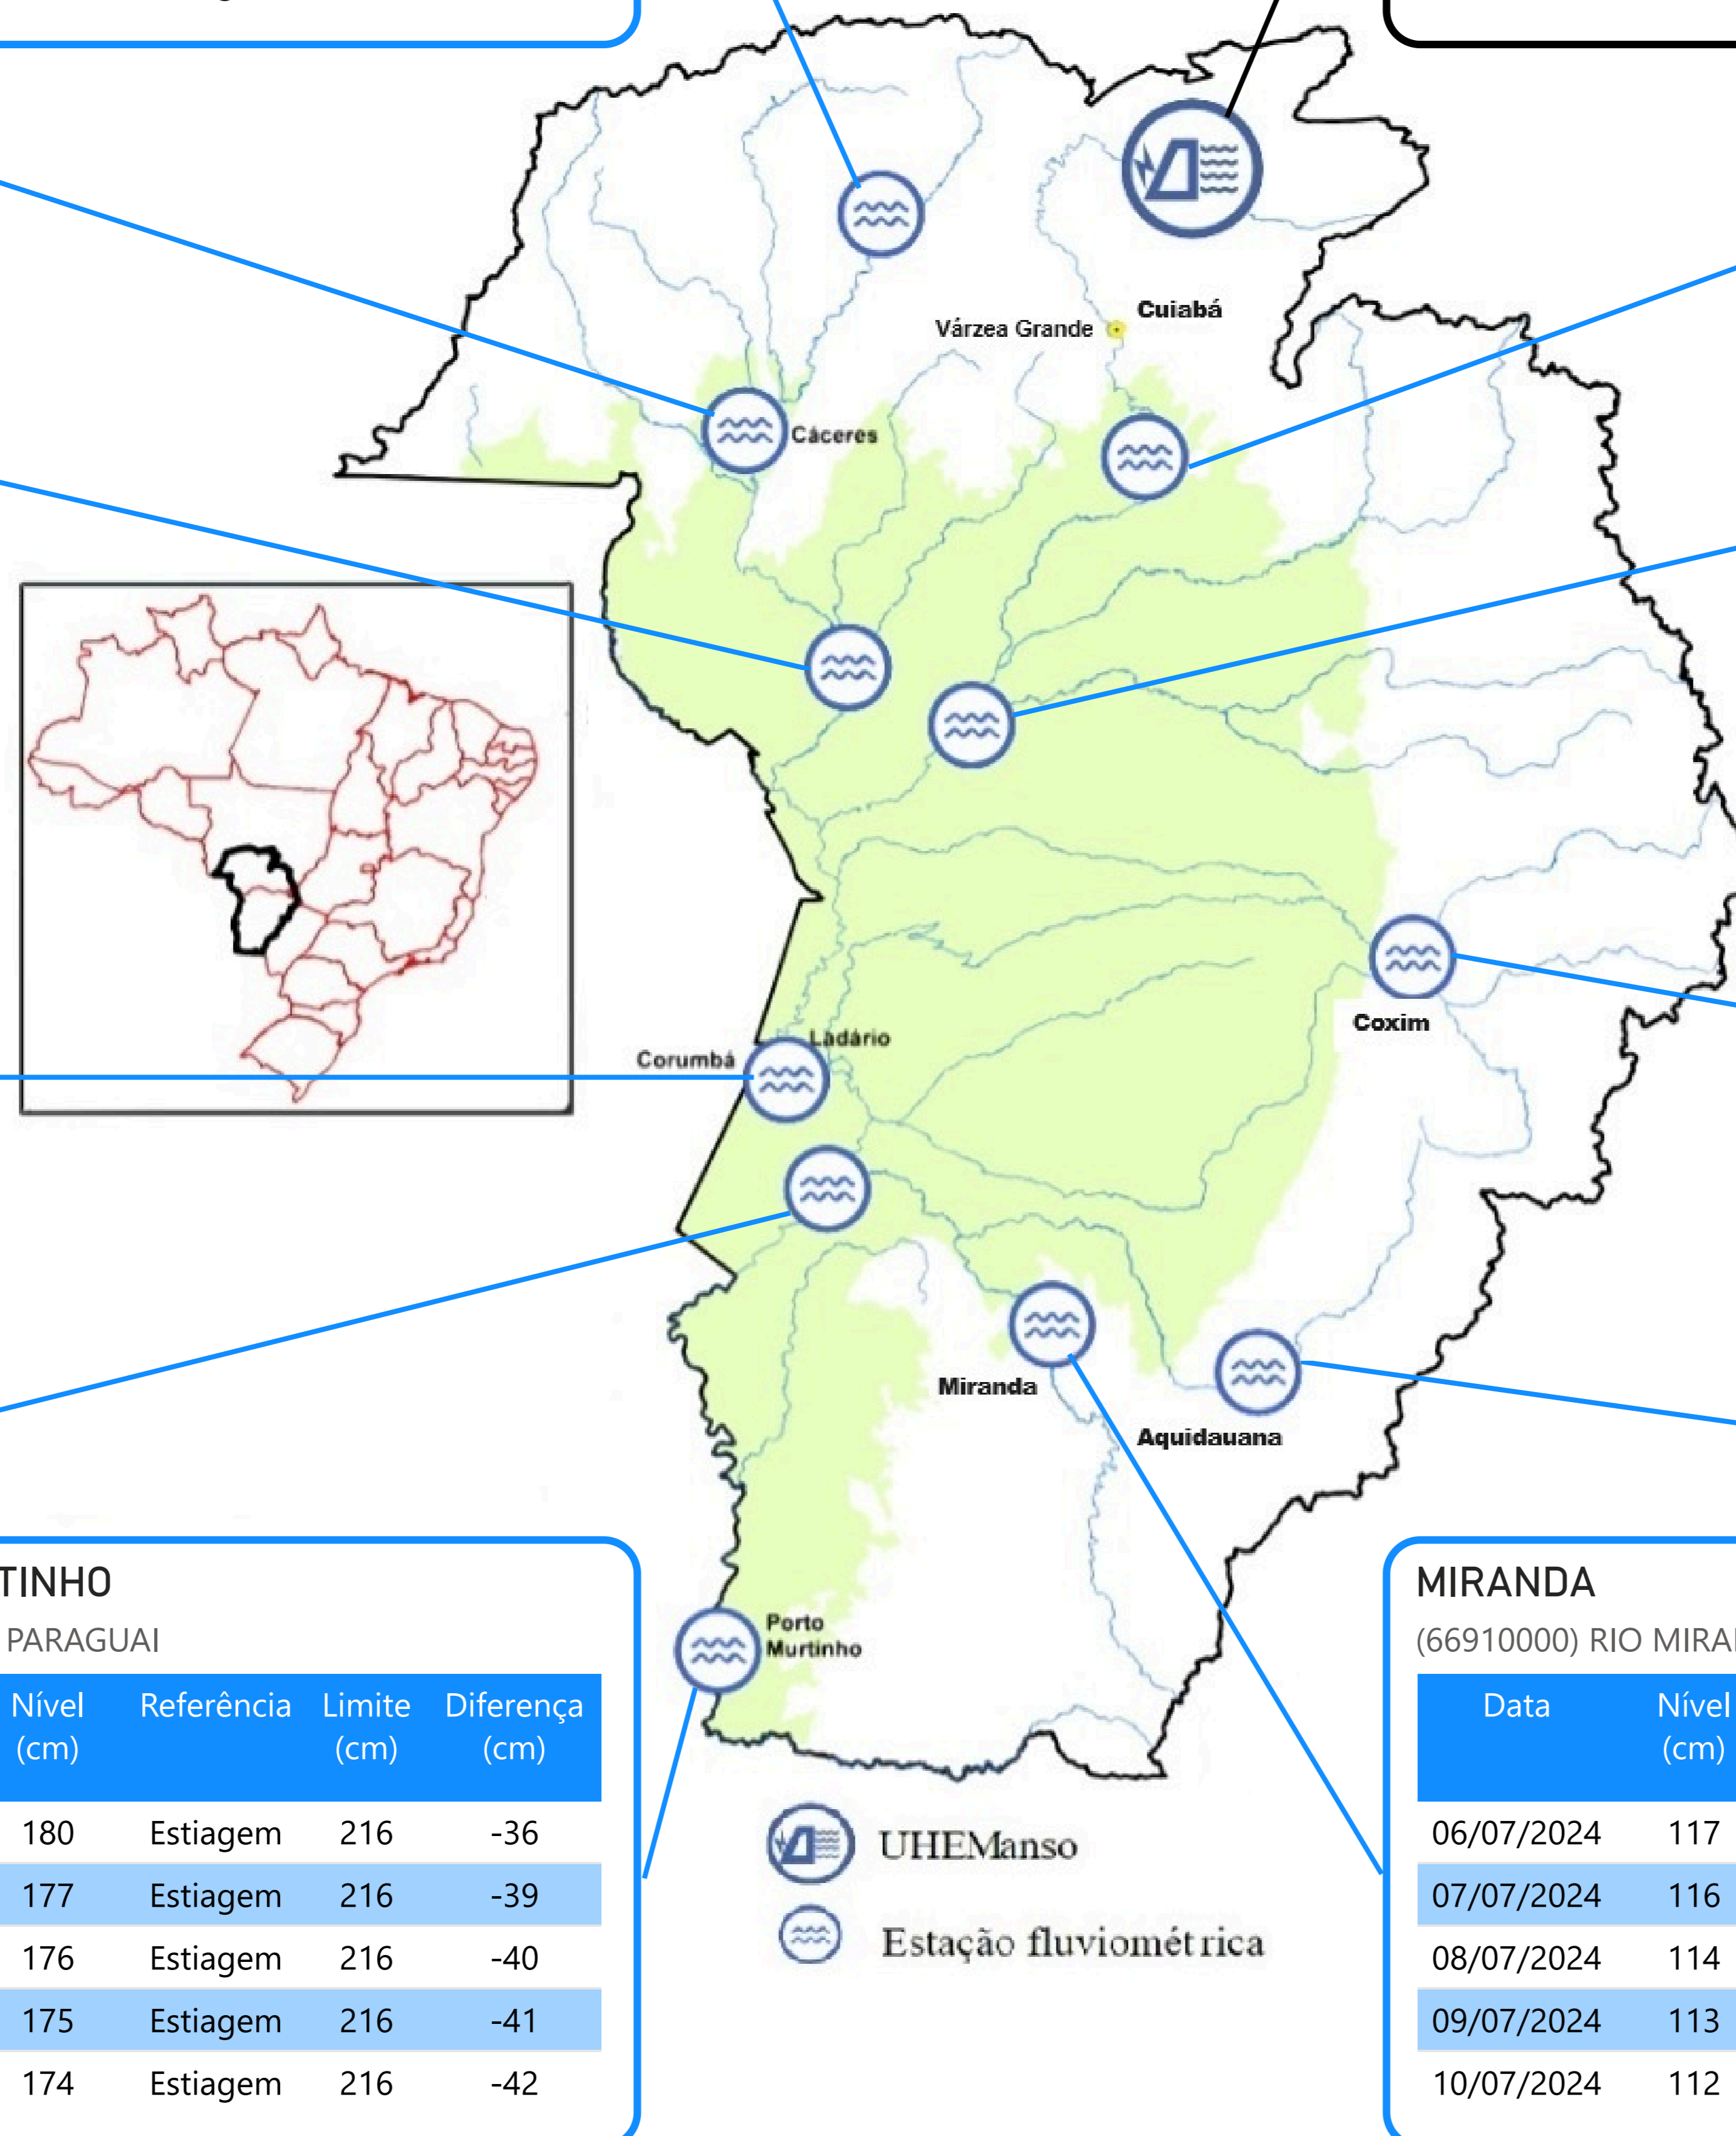 Cuiabá
Várzea Grande
Cáceres
Coxim
Ladário
Corumbá
Miranda
Aquidauana
Porto
Murtinho
UHEManso
Estação fluviométrica
TINHO
PARAGUAI
Nível (cm) Referência Limite (cm) Diferença (cm)
180 Estiagem 216 -36
177 Estiagem 216 -39
176 Estiagem 216 -40
175 Estiagem 216 -41
174 Estiagem 216 -42
MIRANDA
(66910000) RIO MIRA
Data Nível (cm)
06/07/2024 117
07/07/2024 116
08/07/2024 114
09/07/2024 113
10/07/2024 112